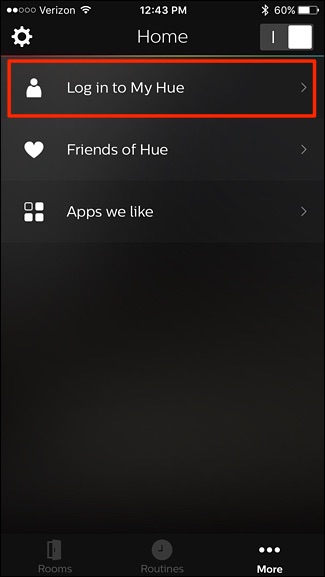 Verizon 12:43 PM 60%
Home
Log in to My Hue
Friends of Hue
Apps we like
Rooms Routines More